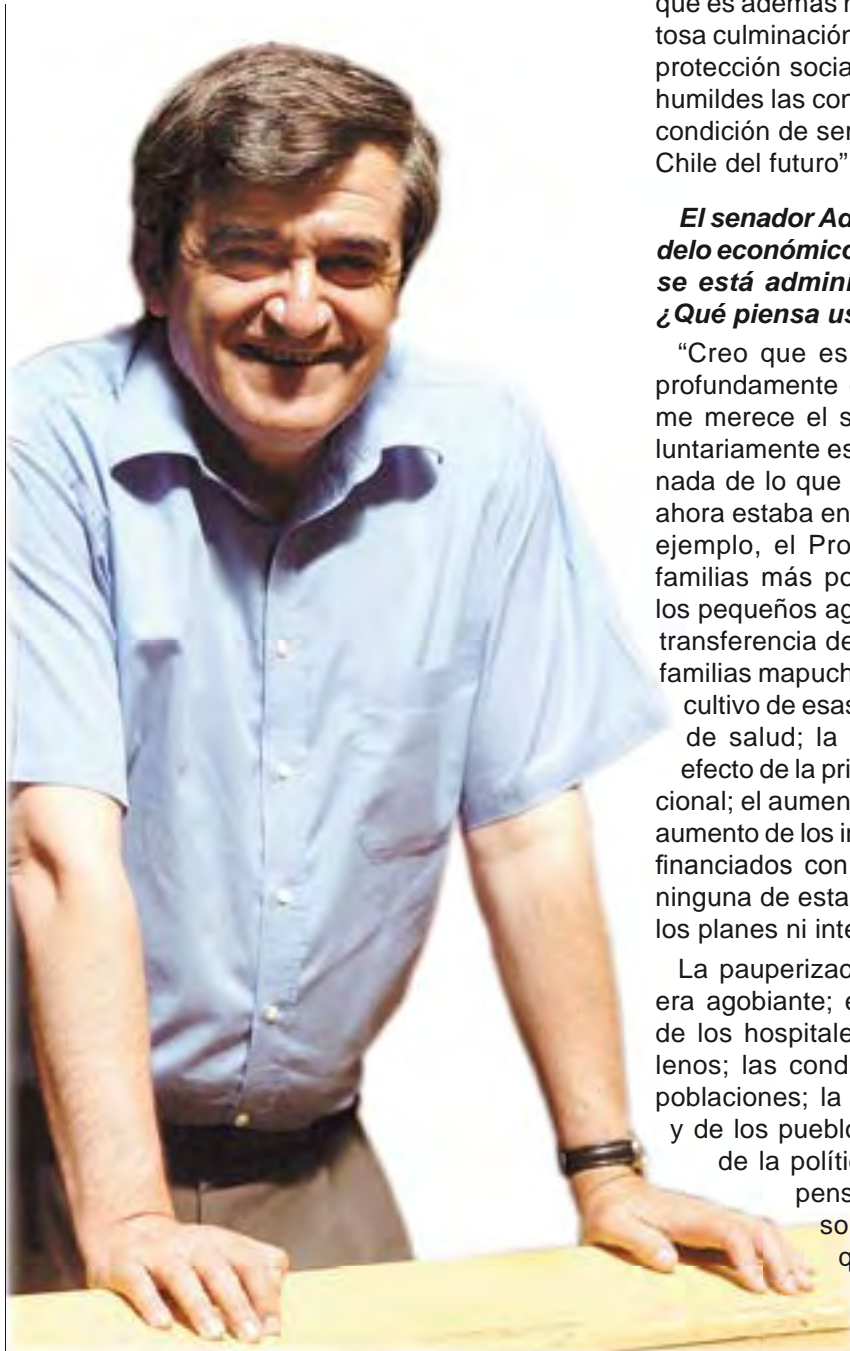 que es además
tosa culminación
protección socia
humildes las con
condición de ser
Chile del futuro”
El senador Ad
delo económico
se está admini
¿Qué piensa us
“Creo que es
profundamente
me merece el s
luntariamente es
nada de lo que
ahora estaba en
ejemplo, el Pro
familias más po
los pequeños ag
transferencia de
familias mapuch
cultivo de esas
de salud; la
efecto de la pri
cional; el aumen
aumento de los i
financiados con
ninguna de esta
los planes ni inte
La pauperizac
era agobiante; e
de los hospitale
lenos; las cond
poblaciones; la
y de los pueblo
de la políti
pens
so
q